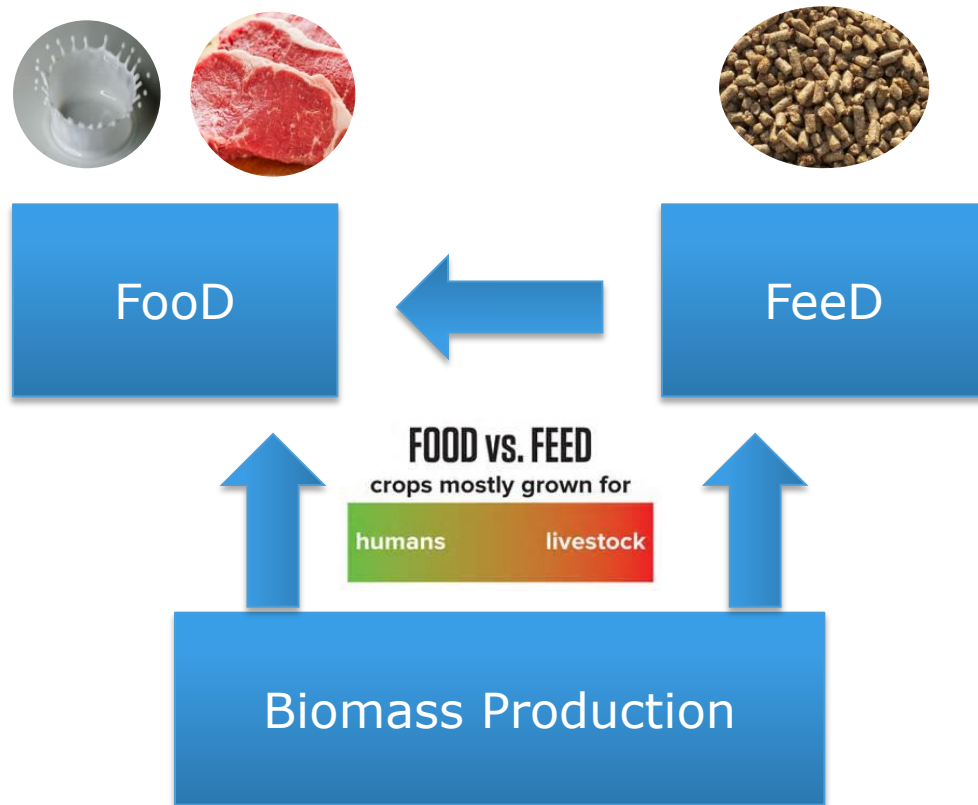 FooD
FeeD
FOOD vs. FEED
crops mostly grown for
humans
livestock
Biomass Production